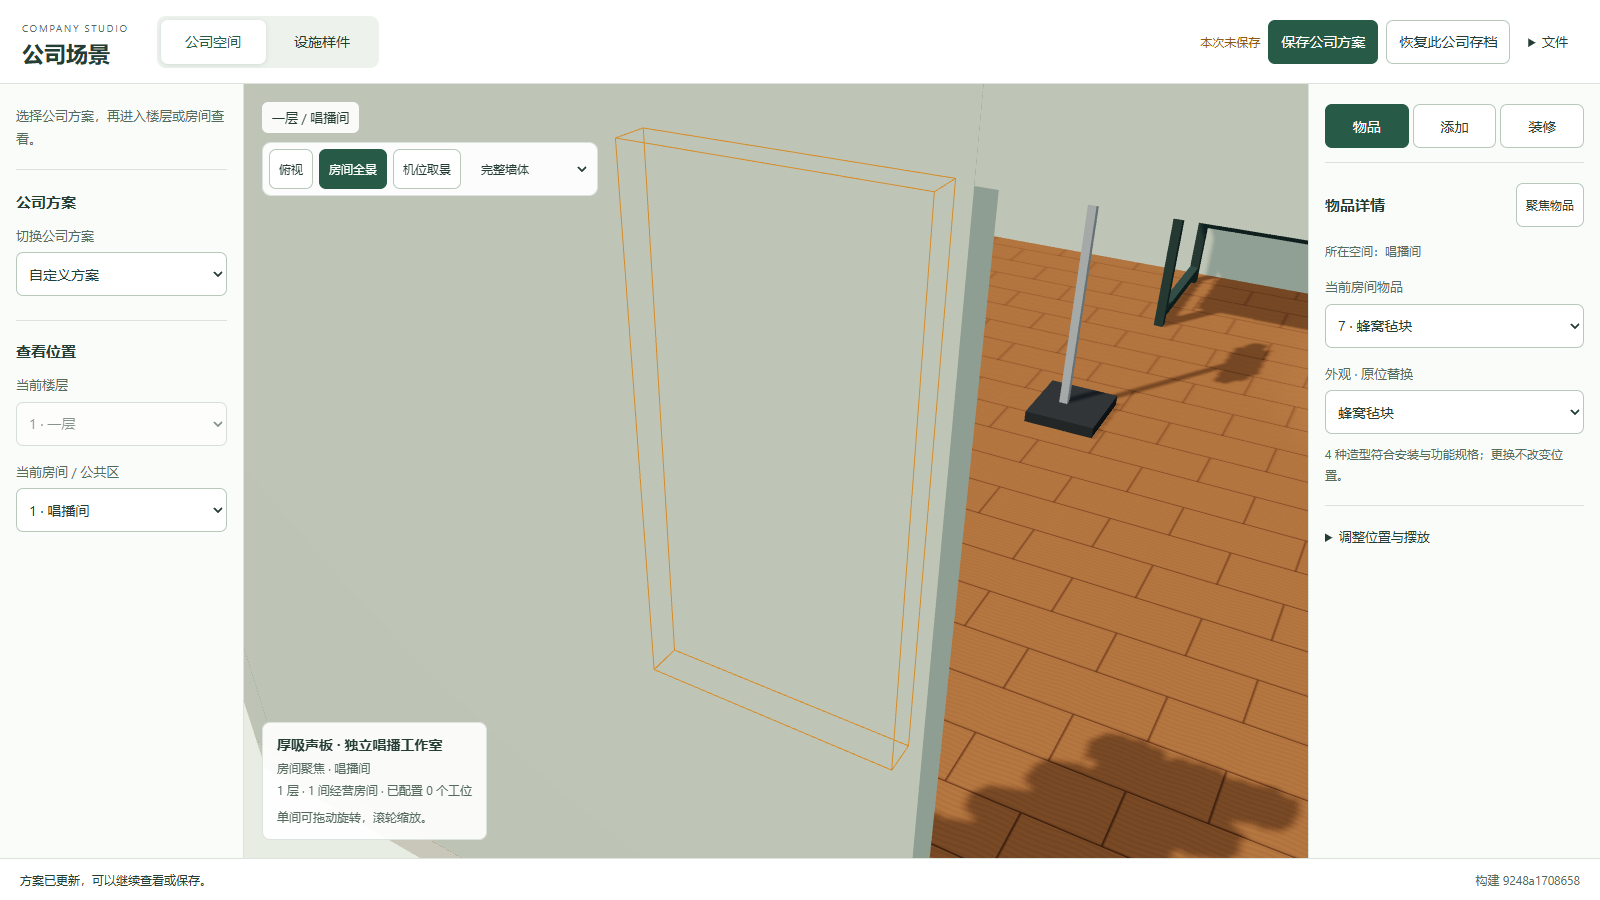 COMPANY STUDIO
公司场景
公司空间
设施样件
本次未保存
保存公司方案
恢复此公司存档
文件
选择公司方案，再进入楼层或房间查
看。
公司方案
切换公司方案
自定义方案
查看位置
当前楼层
1 · 一层
当前房间 / 公共区
1 · 唱播间
一层 / 唱播间
俯视
房间全景
机位取景
完整墙体
厚吸声板 · 独立唱播工作室
房间聚焦 · 唱播间
1 层 · 1 间经营房间 · 已配置 0 个工位
单间可拖动旋转，滚轮缩放。
物品
添加
装修
物品详情
聚焦物品
所在空间：唱播间
当前房间物品
7 · 蜂窝毡块
外观 · 原位替换
蜂窝毡块
4 种造型符合安装与功能规格；更换不改变位
置。
调整位置与摆放
方案已更新，可以继续查看或保存。
构建 9248a1708658